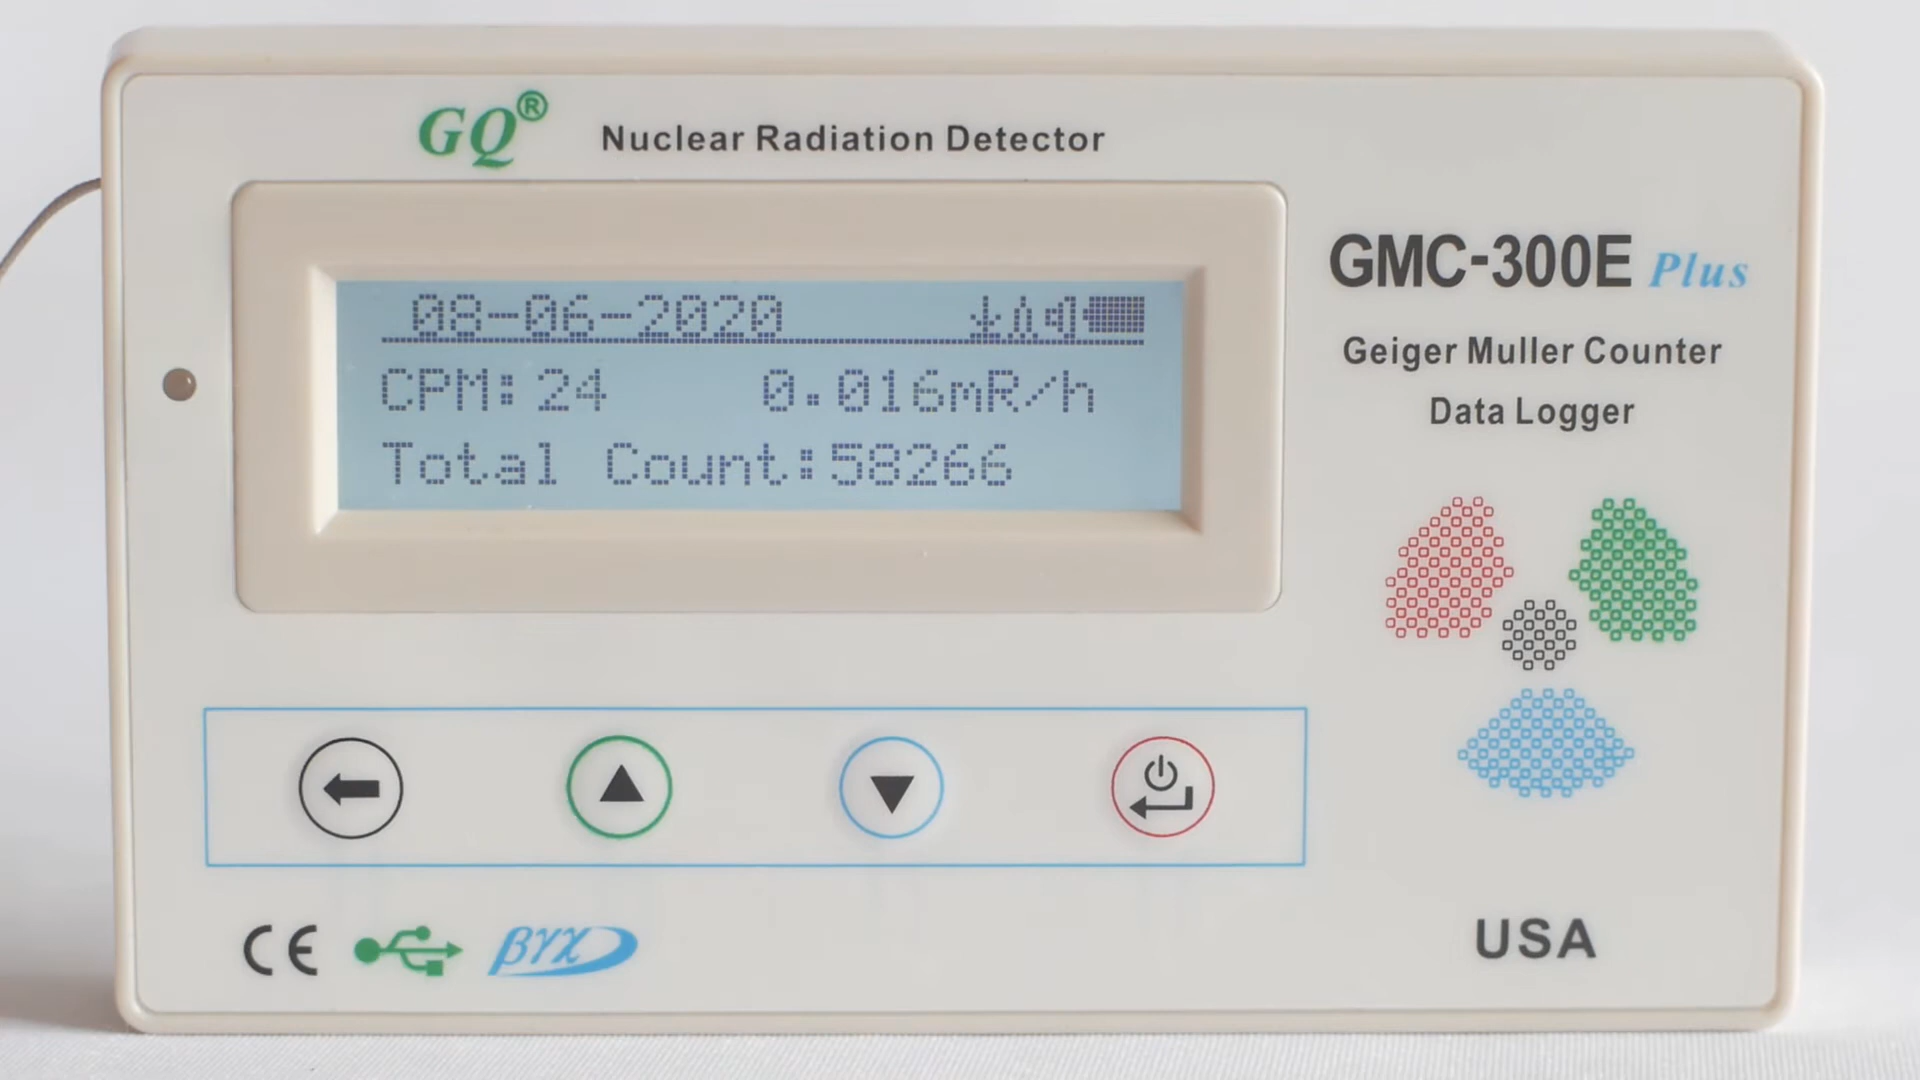 GQ® Nuclear Radiation Detector
08-06-2020
CPM:24 0.016mR/h
Total Count:58266
GMC-300E Plus
Geiger Muller Counter
Data Logger
CE βγχ
USA